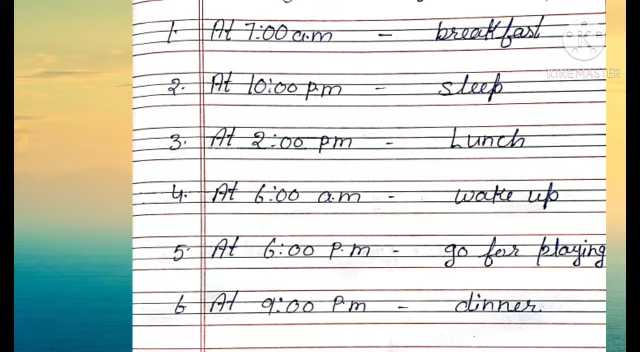 1. At 7:00 a.m - breakfast
KINEMASTER
2. At 10:00 pm - sleep
3. At 2:00 pm - Lunch
4. At 6:00 a.m - wake up
5. At 6:00 P.m - go for playing
6 At 9:00 P.m - dinner.